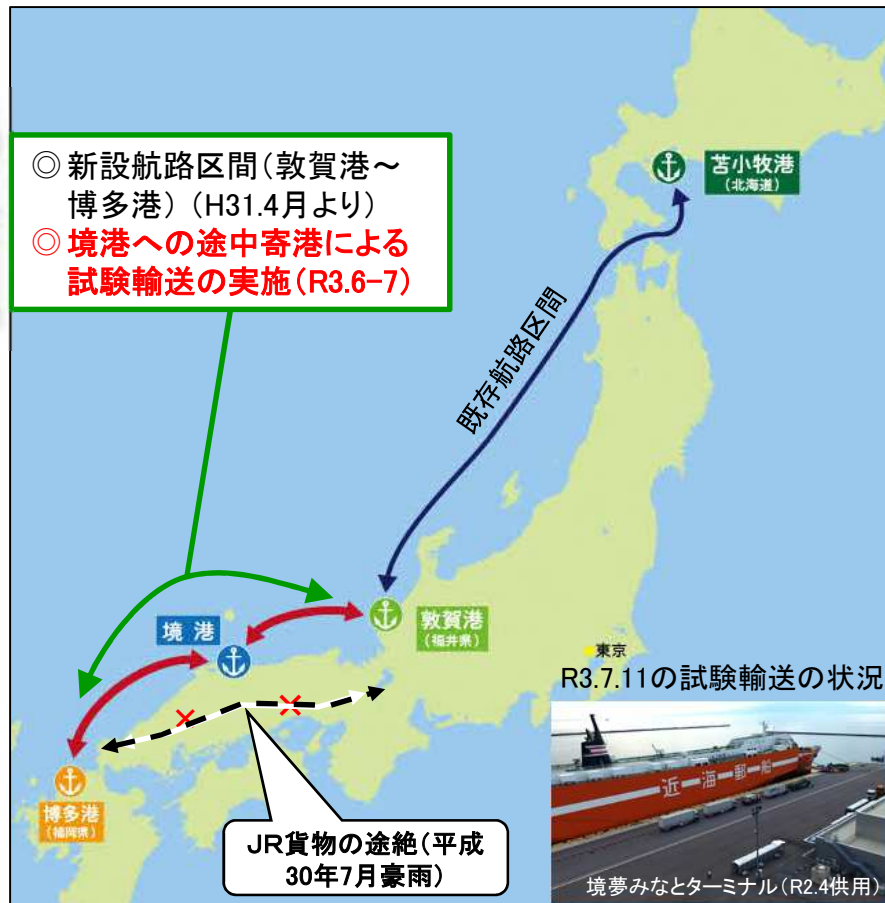 ◎ 新設航路区間（敦賀港～
博多港）（H31.4月より）
◎ 境港への途中寄港による
試験輸送の実施（R3.6-7）
苫小牧港
（北海道）
既存航路区間
境 港
敦賀港
（福井県）
東京
R3.7.11の試験輸送の状況
博多港
（福岡県）
JR貨物の途絶（平成
30年7月豪雨）
近海郵船
境夢みなとターミナル（R2.4供用）